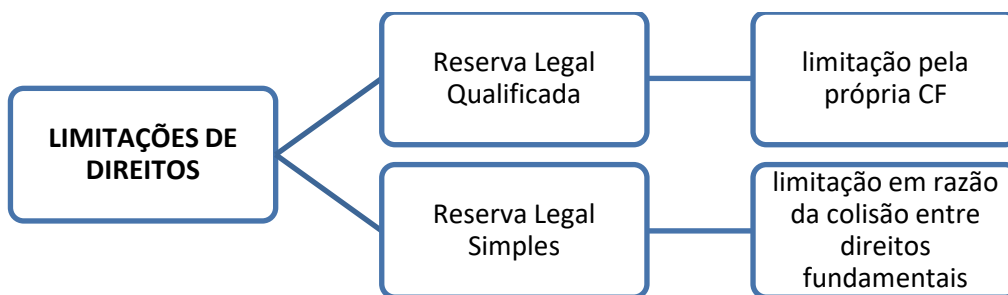 LIMITAÇÕES DE
DIREITOS
Reserva Legal
Qualificada
limitação pela
própria CF
Reserva Legal
Simples
limitação em razão
da colisão entre
direitos
fundamentais